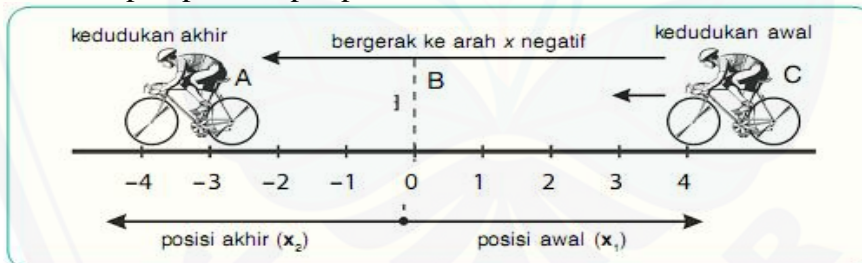 kedudukan akhir
bergerak ke arah x negatif
kedudukan awal
A
B
C
-4 -3 -2 -1 0 1 2 3 4
posisi akhir (x₂)
posisi awal (x₁)